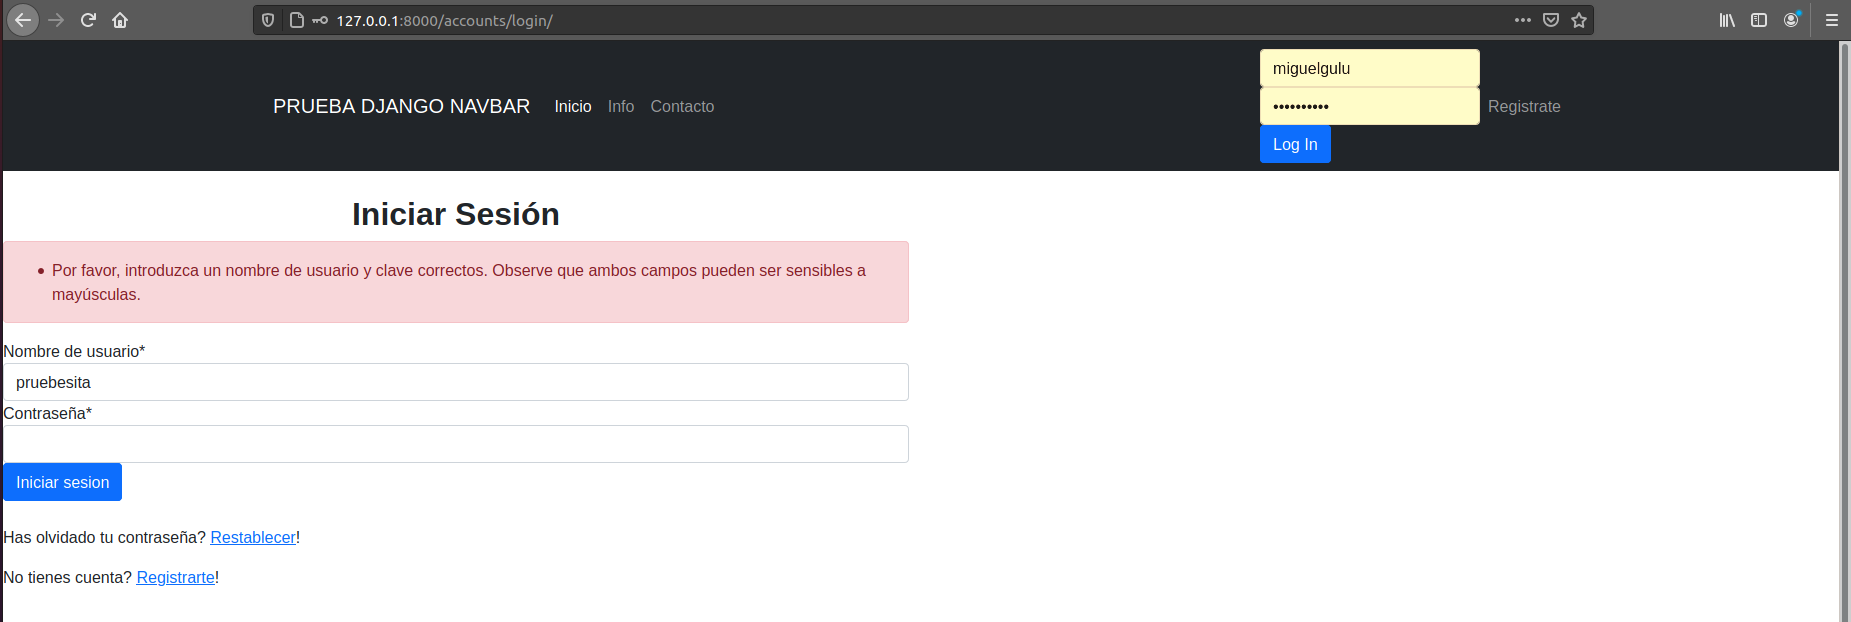 127.0.0.1:8000/accounts/login/
PRUEBA DJANGO NAVBAR Inicio Info Contacto
miguelgulu
•••••••••• Registrate
Log In
Iniciar Sesión
Por favor, introduzca un nombre de usuario y clave correctos. Observe que ambos campos pueden ser sensibles a
mayúsculas.
Nombre de usuario*
pruebesita
Contraseña*
Iniciar sesion
Has olvidado tu contraseña? Restablecer!
No tienes cuenta? Registrarte!